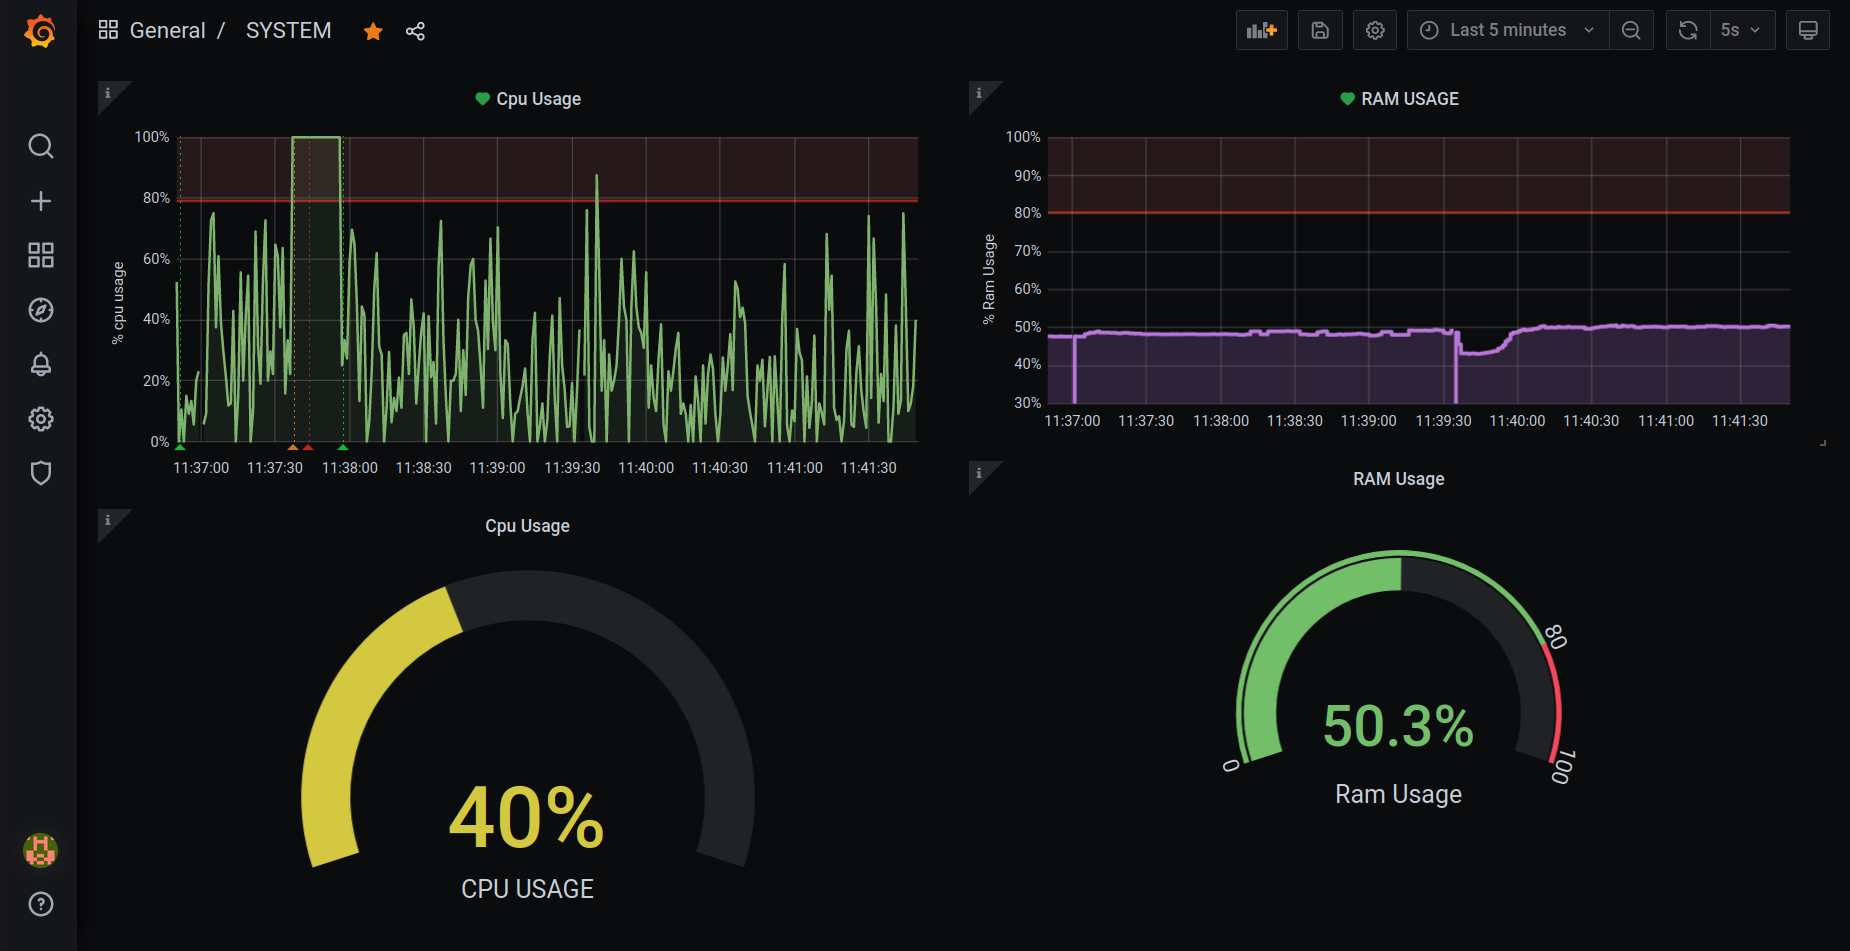 General / SYSTEM
Last 5 minutes
5s
i
Cpu Usage
100%
80%
60%
40%
20%
0%
% cpu usage
11:37:00 11:37:30 11:38:00 11:38:30 11:39:00 11:39:30 11:40:00 11:40:30 11:41:00 11:41:30
i
RAM USAGE
100%
90%
80%
70%
60%
50%
40%
30%
% Ram Usage
11:37:00 11:37:30 11:38:00 11:38:30 11:39:00 11:39:30 11:40:00 11:40:30 11:41:00 11:41:30
i
Cpu Usage
40%
CPU USAGE
i
RAM Usage
0
80
100
50.3%
Ram Usage